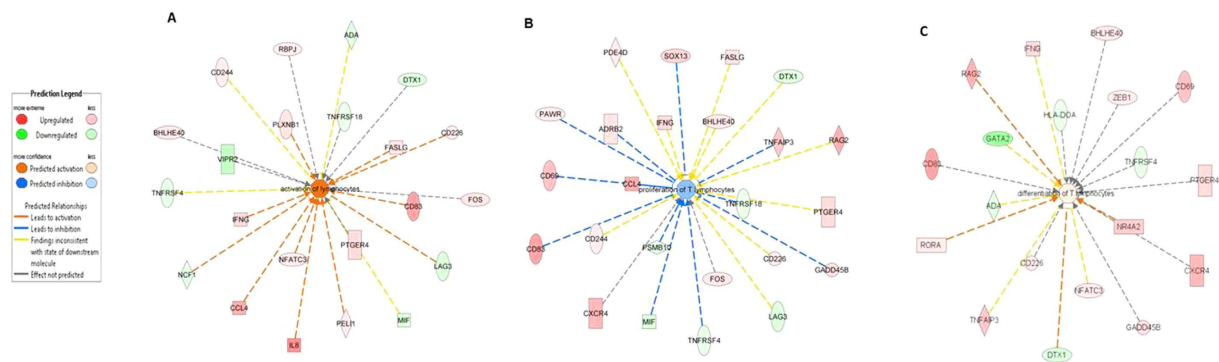 A
B
C
Prediction Legend
more extreme less
Upregulated
Downregulated
more confidence less
Predicted activation
Predicted inhibition
Predicted Relationships
Leads to activation
Leads to inhibition
Findings inconsistent
with state of downstream
molecule
Effect not predicted
RBPJ
ADA
CD244
DTX1
TNFRSF18
PLXNB1
BHLHE40
CD226
FASLG
VIPR2
activation of lymphocytes
TNFRSF4
FOS
CD83
IFNG
PTGER4
NFATC3
LAG3
NCF1
CCL4
PELI1
MIF
IL8
PDE4D
SOX13
FASLG
DTX1
PAWR
ADRB2
IFNG
BHLHE40
TNFAIP3
RAG2
CD69
CCL4
proliferation of T lymphocytes
TNFRSF18
PTGER4
CD83
CD244
PSMB10
CD226
GADD45B
FOS
CXCR4
MIF
LAG3
TNFRSF4
BHLHE40
IFNG
RAG2
CD69
ZEB1
HLA-DDA
GATA2
CD83
TNFRSF4
PTGER4
differentiation of T lymphocytes
ADA
NR4A2
RORA
CD226
CXCR4
NFATC3
TNFAIP3
GADD45B
DTX1